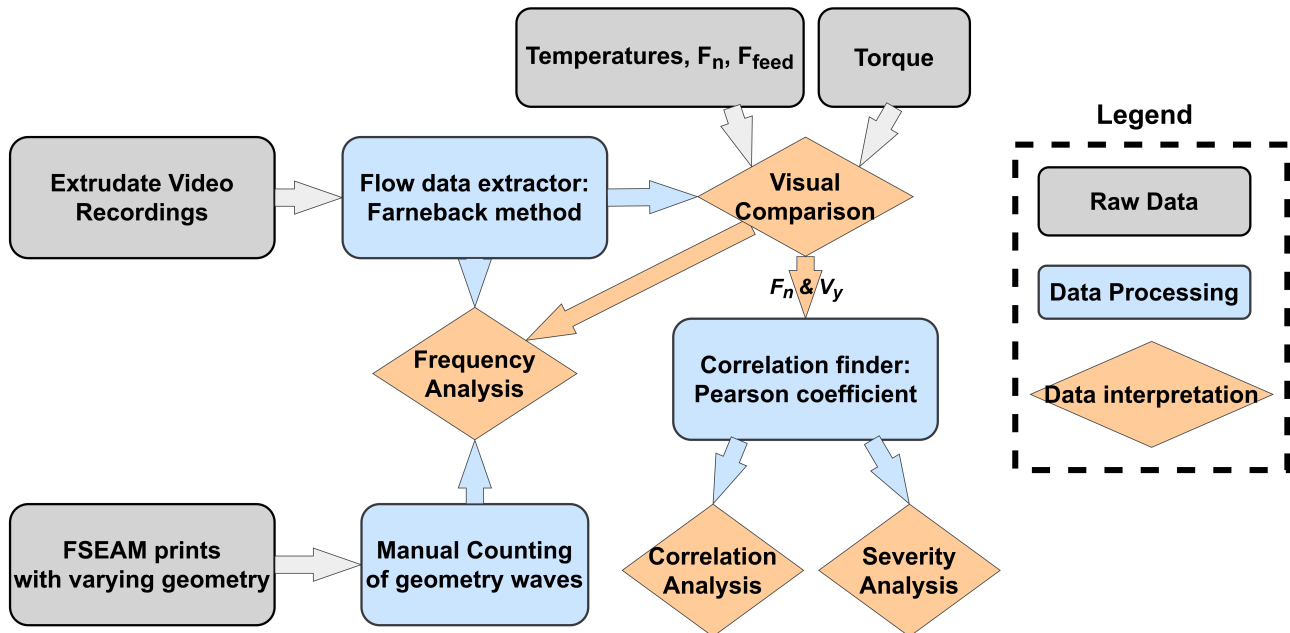 Temperatures, Fn, Ffeed
Torque
Legend
Extrudate Video
Recordings
Flow data extractor:
Farneback method
Visual
Comparison
Raw Data
Fn & Vy
Data Processing
Frequency
Analysis
Correlation finder:
Pearson coefficient
Data interpretation
FSEAM prints
with varying geometry
Manual Counting
of geometry waves
Correlation
Analysis
Severity
Analysis